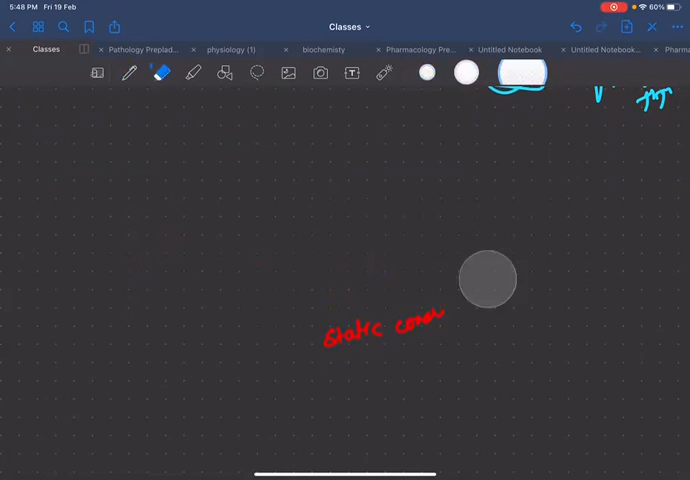 5:48 PM Fri 19 Feb
60%
Classes
Classes
Pathology Preplad...
physiology (1)
biochemisty
Pharmacology Pre...
Untitled Notebook
Untitled Notebook...
Pharma
T
static